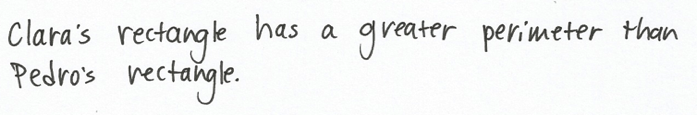 Clara's rectangle has a greater perimeter than
Pedro's rectangle.